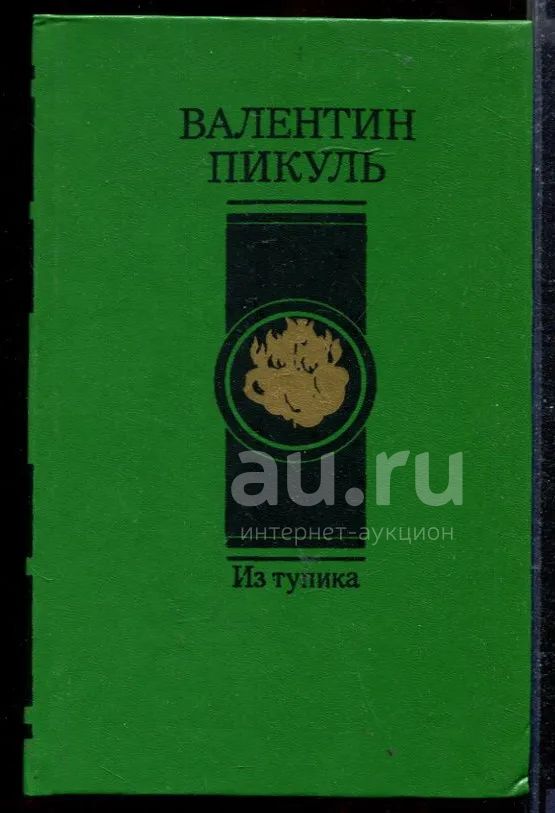 ВАЛЕНТИН
ПИКУЛЬ
au.ru
интернет-аукцион
Из тупика